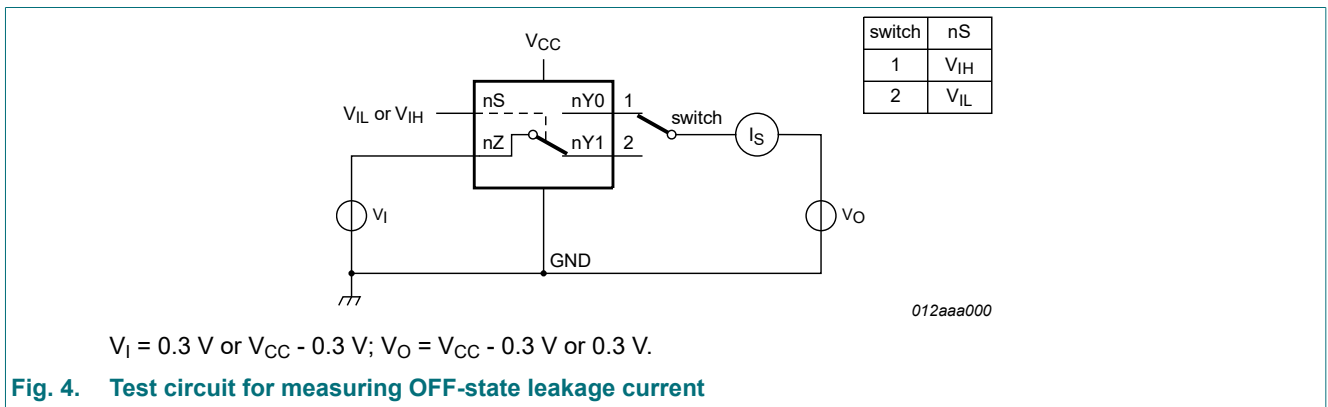 switch nS
1 VIH
2 VIL
VCC
VIL or VIH
nS
nY0
1
switch
IS
nZ
nY1
2
VI
VO
GND
012aaa000
VI = 0.3 V or VCC - 0.3 V; VO = VCC - 0.3 V or 0.3 V.
Fig. 4. Test circuit for measuring OFF-state leakage current